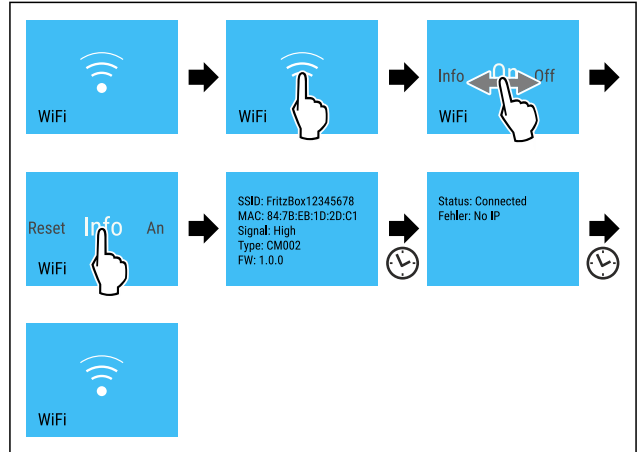 WiFi
WiFi
Info On Off
WiFi
Reset Info An
WiFi
SSID: FritzBox12345678
MAC: 84:7B:EB:1D:2D:C1
Signal: High
Type: CM002
FW: 1.0.0
Status: Connected
Fehler: No IP
WiFi